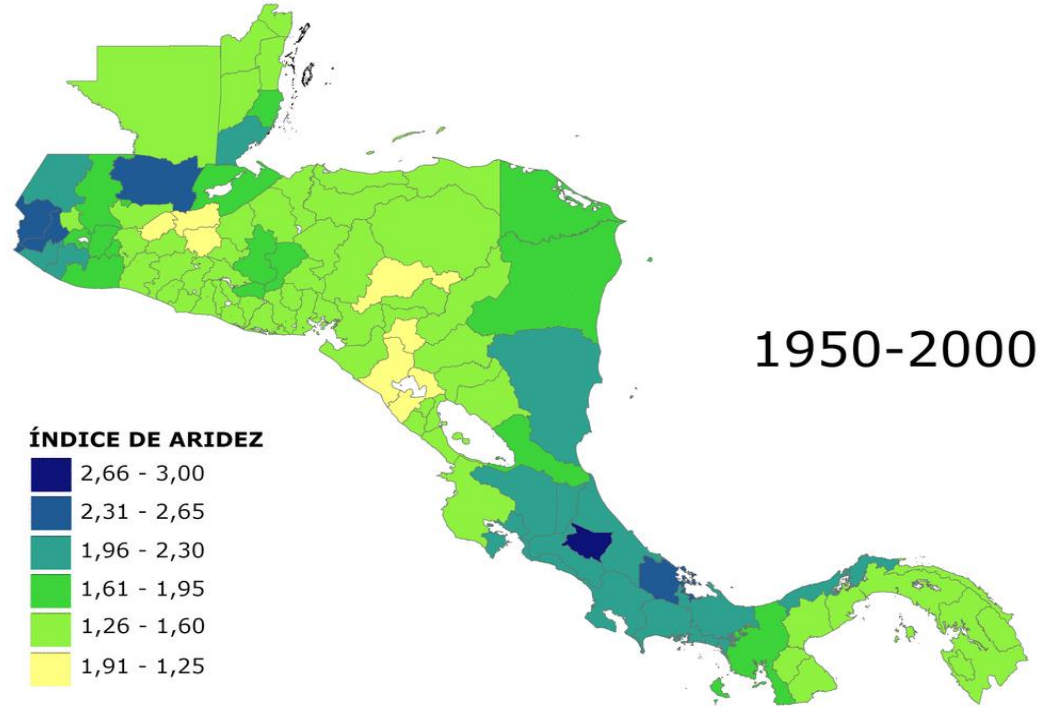 1950-2000
ÍNDICE DE ARIDEZ
2,66 - 3,00
2,31 - 2,65
1,96 - 2,30
1,61 - 1,95
1,26 - 1,60
1,91 - 1,25